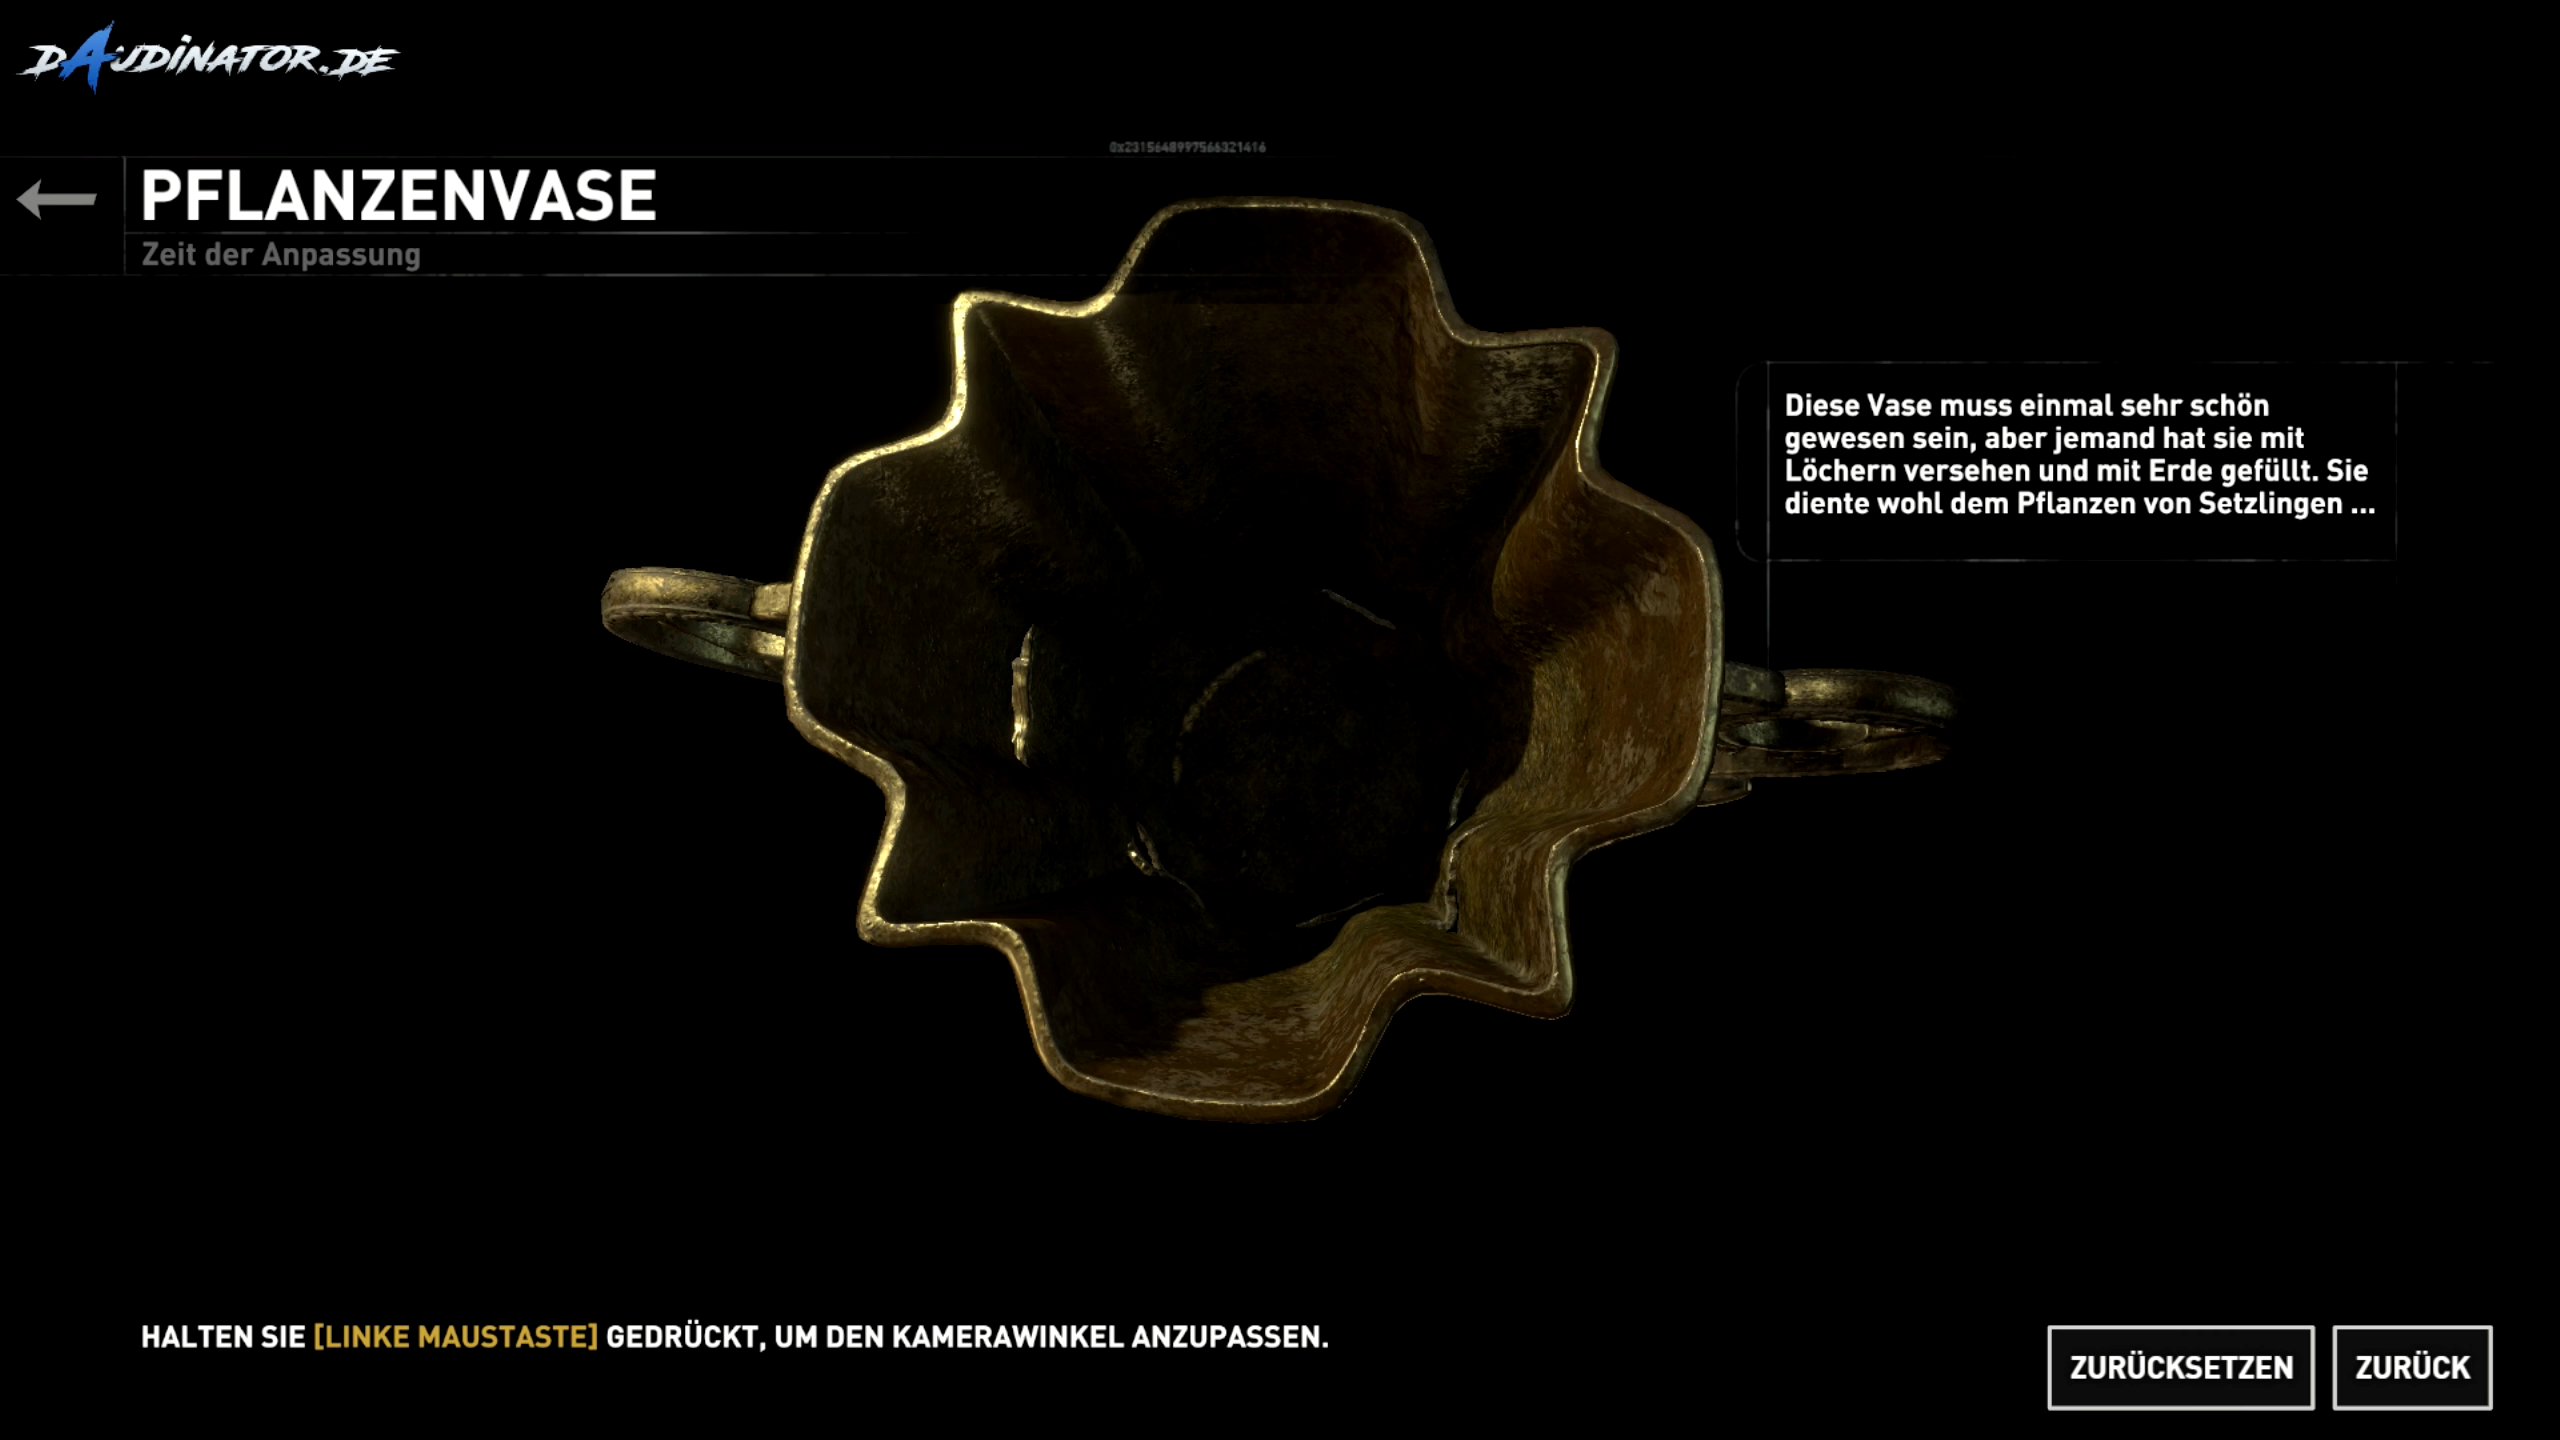 DAUDINATOR.DE
0x2315648997566321416
PFLANZENVASE
Zeit der Anpassung
Diese Vase muss einmal sehr schön
gewesen sein, aber jemand hat sie mit
Löchern versehen und mit Erde gefüllt. Sie
diente wohl dem Pflanzen von Setzlingen ...
HALTEN SIE [LINKE MAUSTASTE] GEDRÜCKT, UM DEN KAMERAWINKEL ANZUPASSEN.
ZURÜCKSETZEN
ZURÜCK